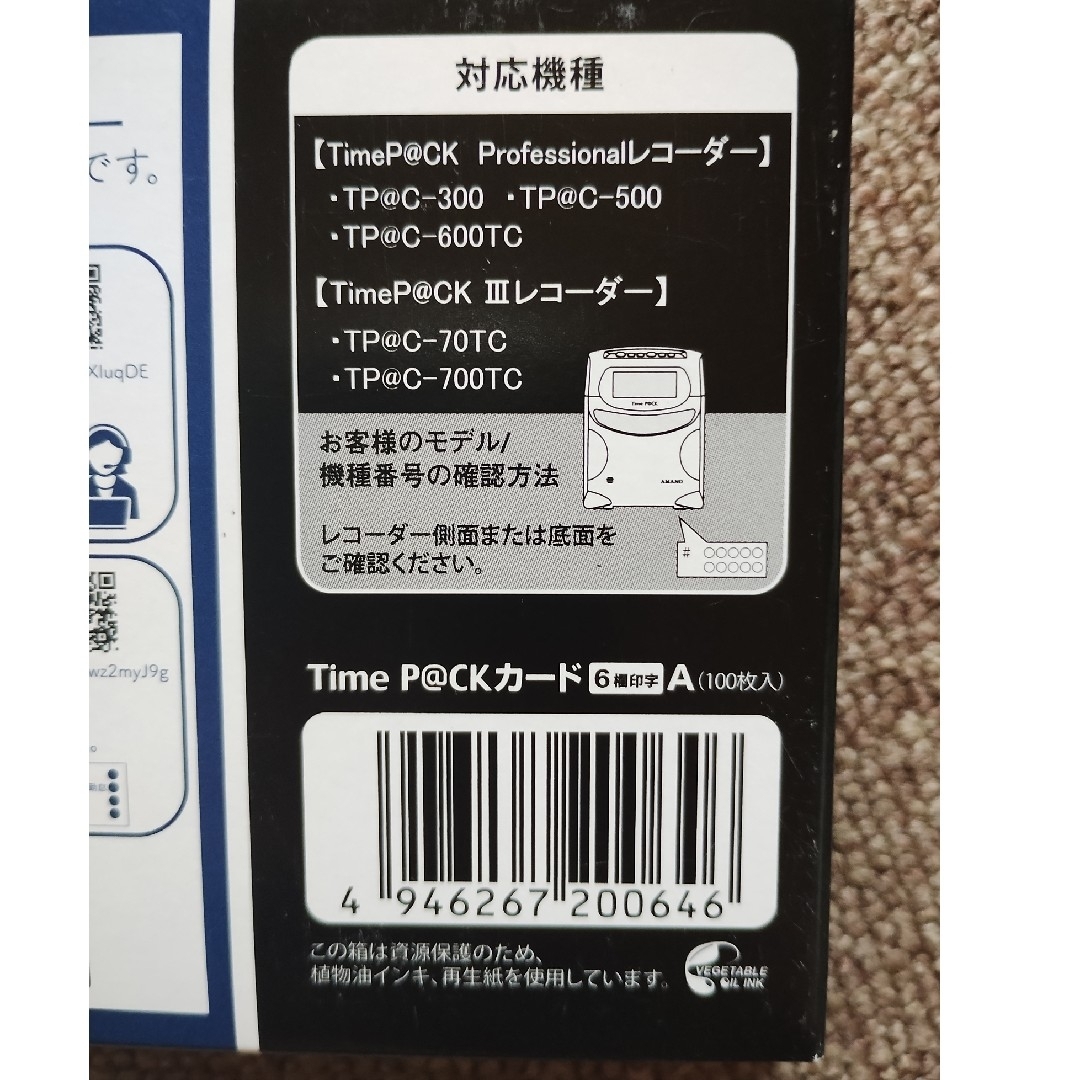 です。
XIuqDE
wz2myJ9g
対応機種
【TimeP@CK Professionalレコーダー】
・TP@C-300 ・TP@C-500
・TP@C-600TC
【TimeP@CK Ⅲレコーダー】
・TP@C-70TC
・TP@C-700TC
お客様のモデル/
機種番号の確認方法
レコーダー側面または底面を
ご確認ください。
Time P@CK
AMANO
# ○○○○○
○○○○○
Time P@CKカード 6欄印字 A (100枚入)
4 946267 200646
この箱は資源保護のため、
植物油インキ、再生紙を使用しています。
VEGETABLE
OIL INK